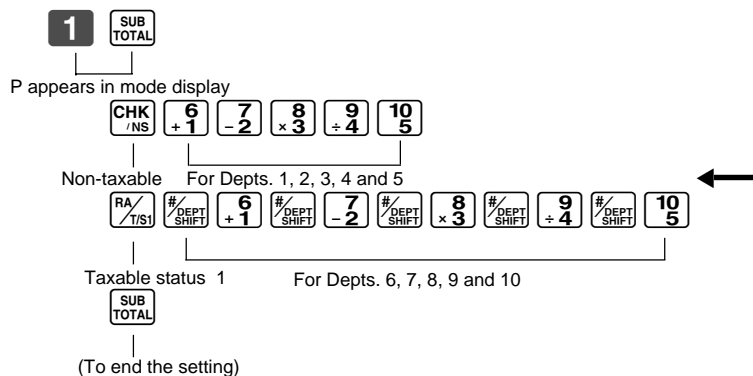 1 SUB TOTAL
P appears in mode display
CHK /NS 6 +1 7 −2 8 ×3 9 ÷4 10 5
Non-taxable For Depts. 1, 2, 3, 4 and 5
RA/T/S1 #/DEPT SHIFT 6 +1 #/DEPT SHIFT 7 −2 #/DEPT SHIFT 8 ×3 #/DEPT SHIFT 9 ÷4 #/DEPT SHIFT 10 5
Taxable status 1 For Depts. 6, 7, 8, 9 and 10
SUB TOTAL
(To end the setting)